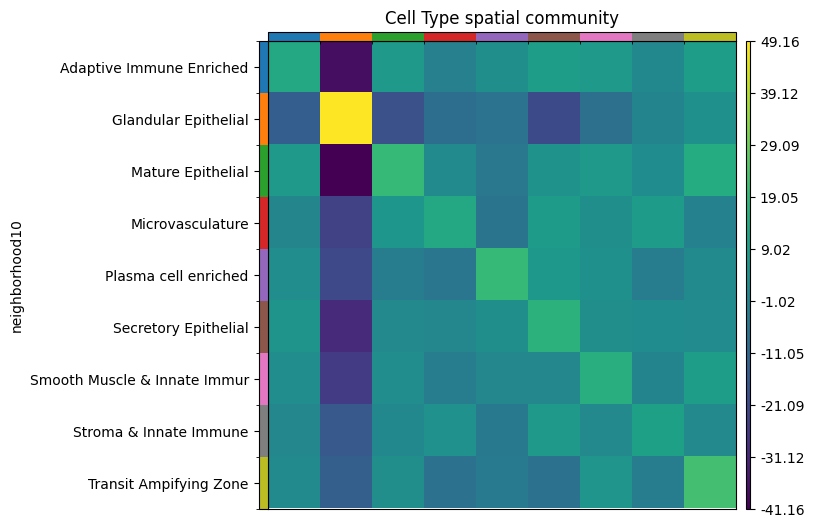 Cell Type spatial community
neighborhood10
Adaptive Immune Enriched
Glandular Epithelial
Mature Epithelial
Microvasculature
Plasma cell enriched
Secretory Epithelial
Smooth Muscle & Innate Immur
Stroma & Innate Immune
Transit Ampifying Zone
49.16
39.12
29.09
19.05
9.02
-1.02
-11.05
-21.09
-31.12
-41.16